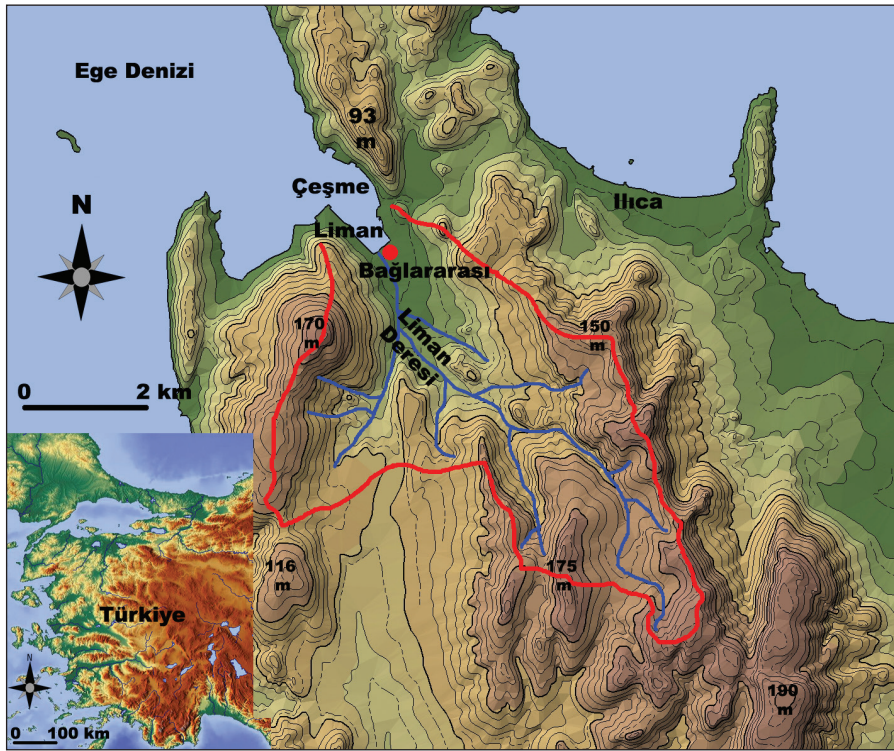 Ege Denizi
93
m
N
Çeşme
Ilıca
Liman
Bağlararası
170
m
Liman
Deresi
150
m
0 2 km
116
m
175
m
Türkiye
190
m
N
0 100 km